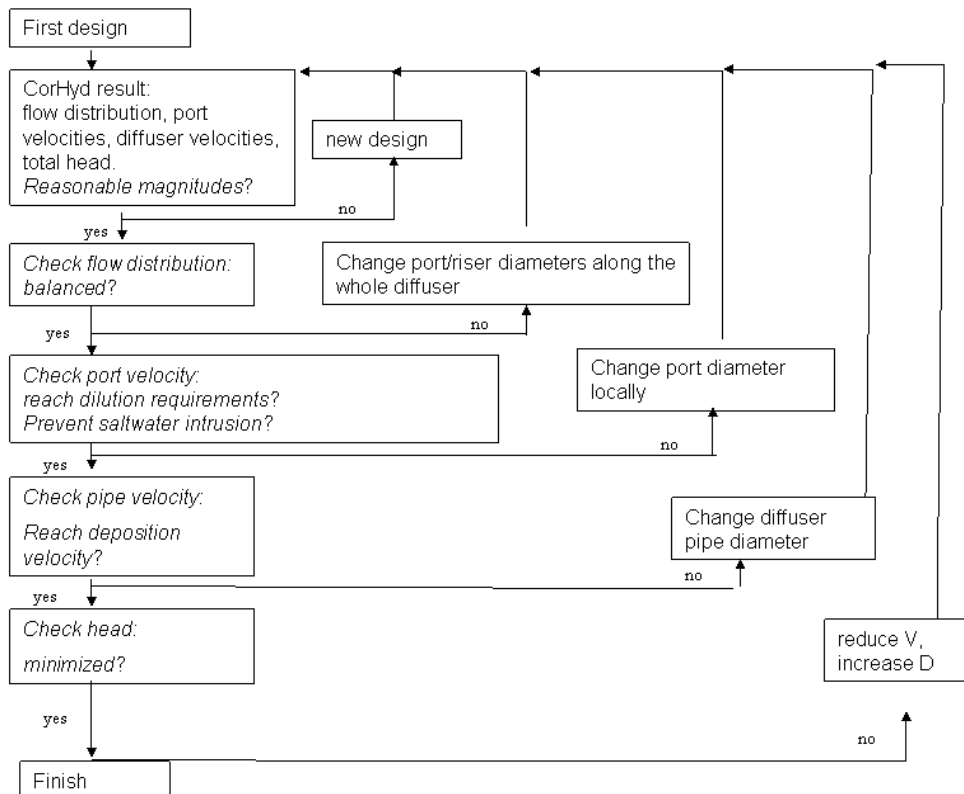 First design
CorHyd result:
flow distribution, port
velocities, diffuser velocities,
total head.
Reasonable magnitudes?
new design
no
yes
Check flow distribution:
balanced?
Change port/riser diameters along the
whole diffuser
no
yes
Check port velocity:
reach dilution requirements?
Prevent saltwater intrusion?
Change port diameter
locally
no
yes
Check pipe velocity:
Reach deposition
velocity?
Change diffuser
pipe diameter
no
yes
Check head:
minimized?
reduce V,
increase D
yes
no
Finish